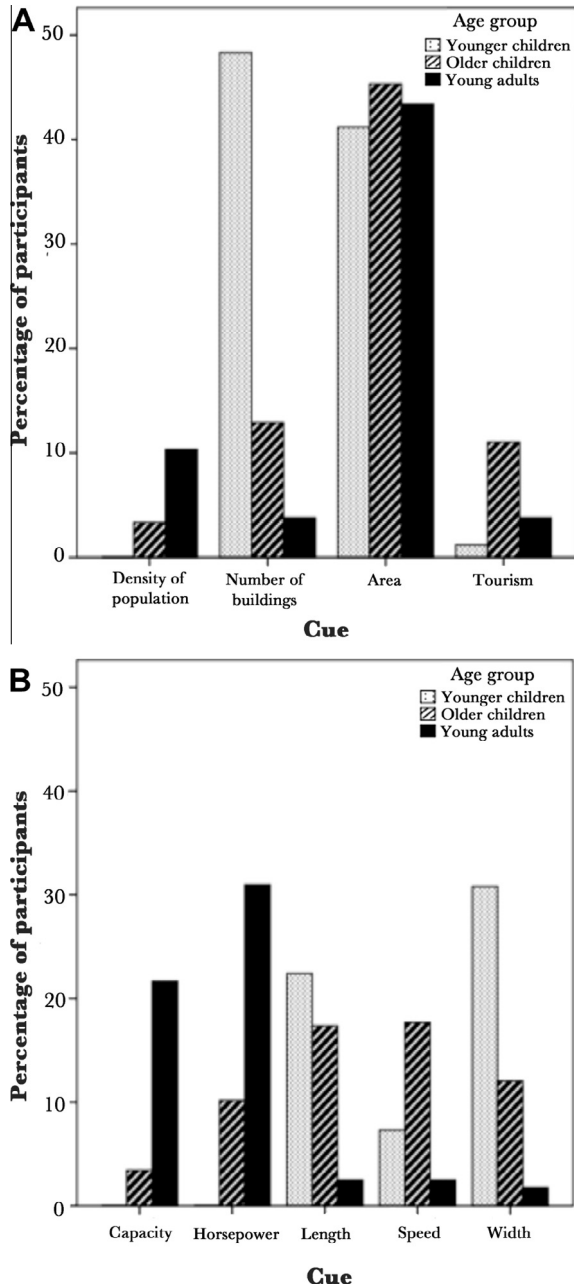 A
Age group
Younger children
Older children
Young adults
Percentage of participants
50
40
30
20
10
0
Density of population
Number of buildings
Area
Tourism
Cue
B
Age group
Younger children
Older children
Young adults
Percentage of participants
50
40
30
20
10
0
Capacity
Horsepower
Length
Speed
Width
Cue